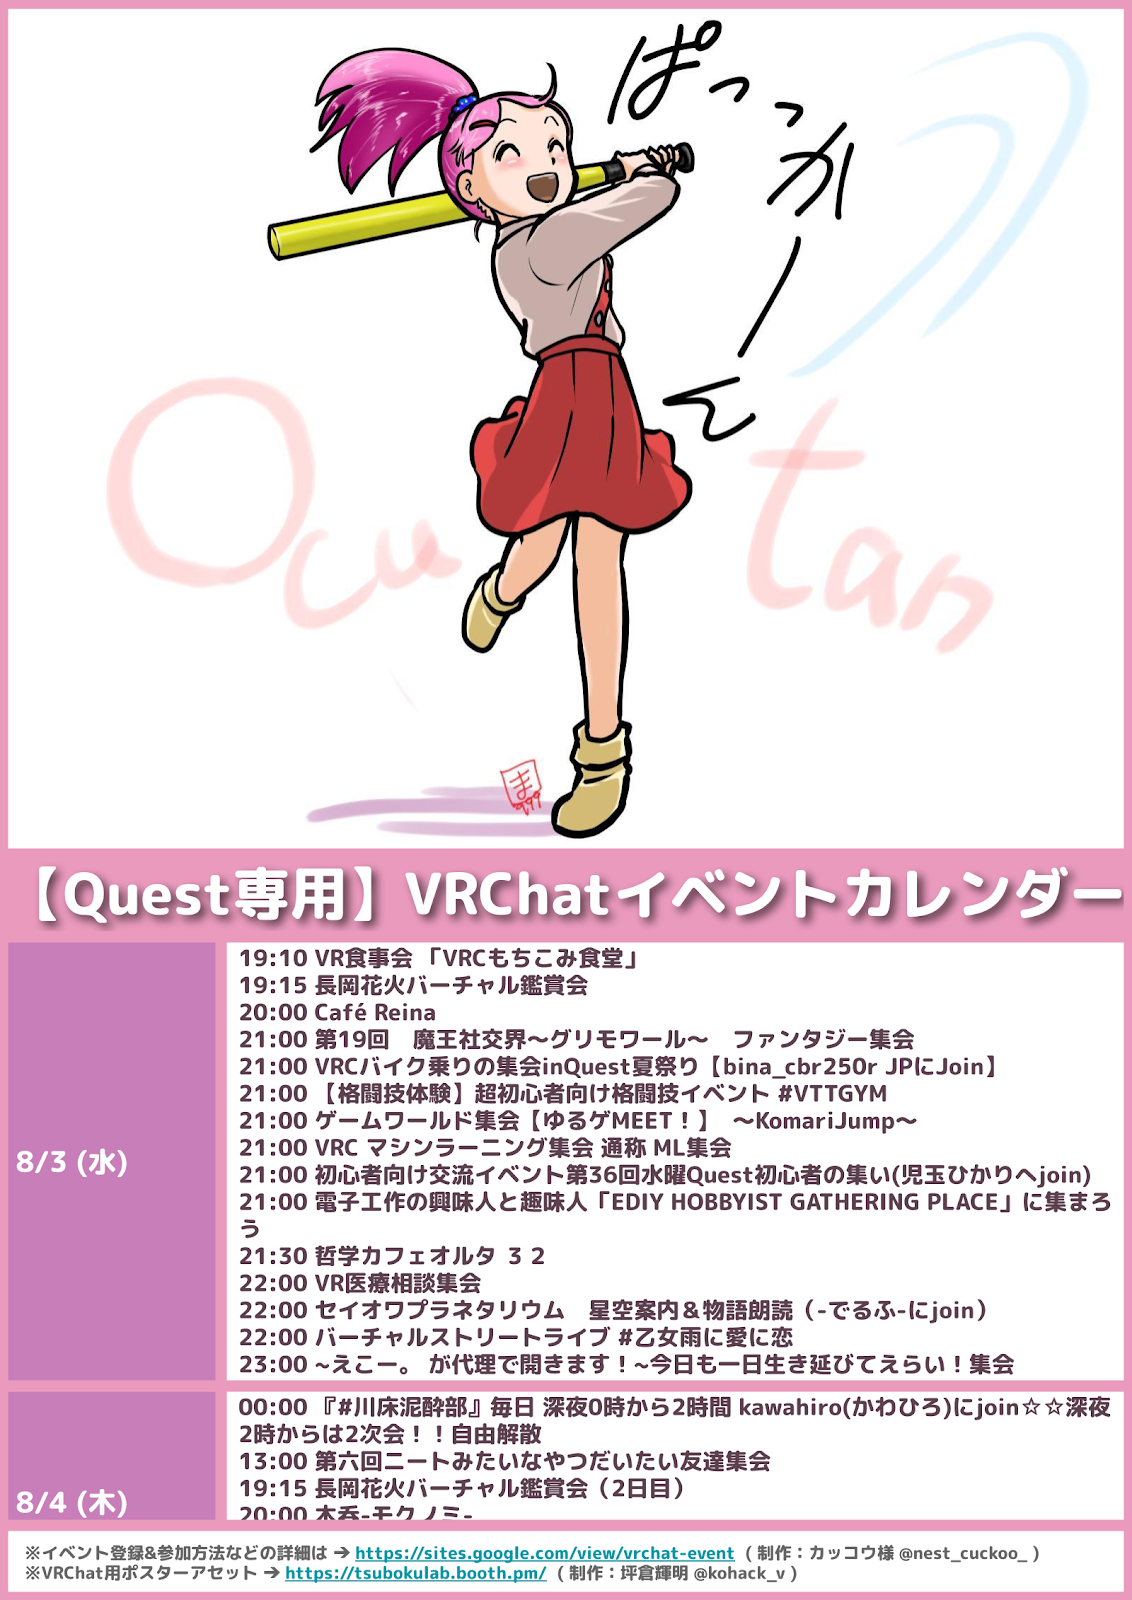 ぱっっかーん
Ocutan
ま
999
【Quest専用】VRChatイベントカレンダー
8/3 (水)
19:10 VR食事会 「VRCもちこみ食堂」
19:15 長岡花火バーチャル鑑賞会
20:00 Café Reina
21:00 第19回　魔王社交界～グリモワール～　ファンタジー集会
21:00 VRCバイク乗りの集会inQuest夏祭り【bina_cbr250r JPにJoin】
21:00 【格闘技体験】超初心者向け格闘技イベント #VTTGYM
21:00 ゲームワールド集会【ゆるゲMEET！】 ～KomariJump～
21:00 VRC マシンラーニング集会 通称 ML集会
21:00 初心者向け交流イベント第36回水曜Quest初心者の集い(児玉ひかりへjoin)
21:00 電子工作の興味人と趣味人「EDIY HOBBYIST GATHERING PLACE」に集まろ
う
21:30 哲学カフェオルタ ３２
22:00 VR医療相談集会
22:00 セイオワプラネタリウム　星空案内＆物語朗読（-でるふ-にjoin）
22:00 バーチャルストリートライブ #乙女雨に愛に恋
23:00 ~えこー。 が代理で開きます！~今日も一日生き延びてえらい！集会
8/4 (木)
00:00 『#川床泥酔部』毎日 深夜0時から2時間 kawahiro(かわひろ)にjoin☆☆深夜
2時からは2次会！！自由解散
13:00 第六回ニートみたいなやつだいたい友達集会
19:15 長岡花火バーチャル鑑賞会（2日目）
20:00 木呑-モクノミ-
※イベント登録&参加方法などの詳細は ➔ https://sites.google.com/view/vrchat-event （制作：カッコウ様 @nest_cuckoo_ ）
※VRChat用ポスターアセット ➔ https://tsubokulab.booth.pm/ （制作：坪倉輝明 @kohack_v ）